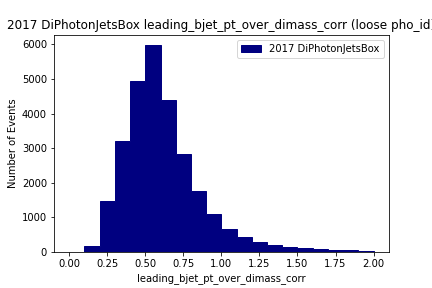 2017 DiPhotonJetsBox leading_bjet_pt_over_dimass_corr (loose pho_id)
2017 DiPhotonJetsBox
Number of Events
6000
5000
4000
3000
2000
1000
0
0.00 0.25 0.50 0.75 1.00 1.25 1.50 1.75 2.00
leading_bjet_pt_over_dimass_corr